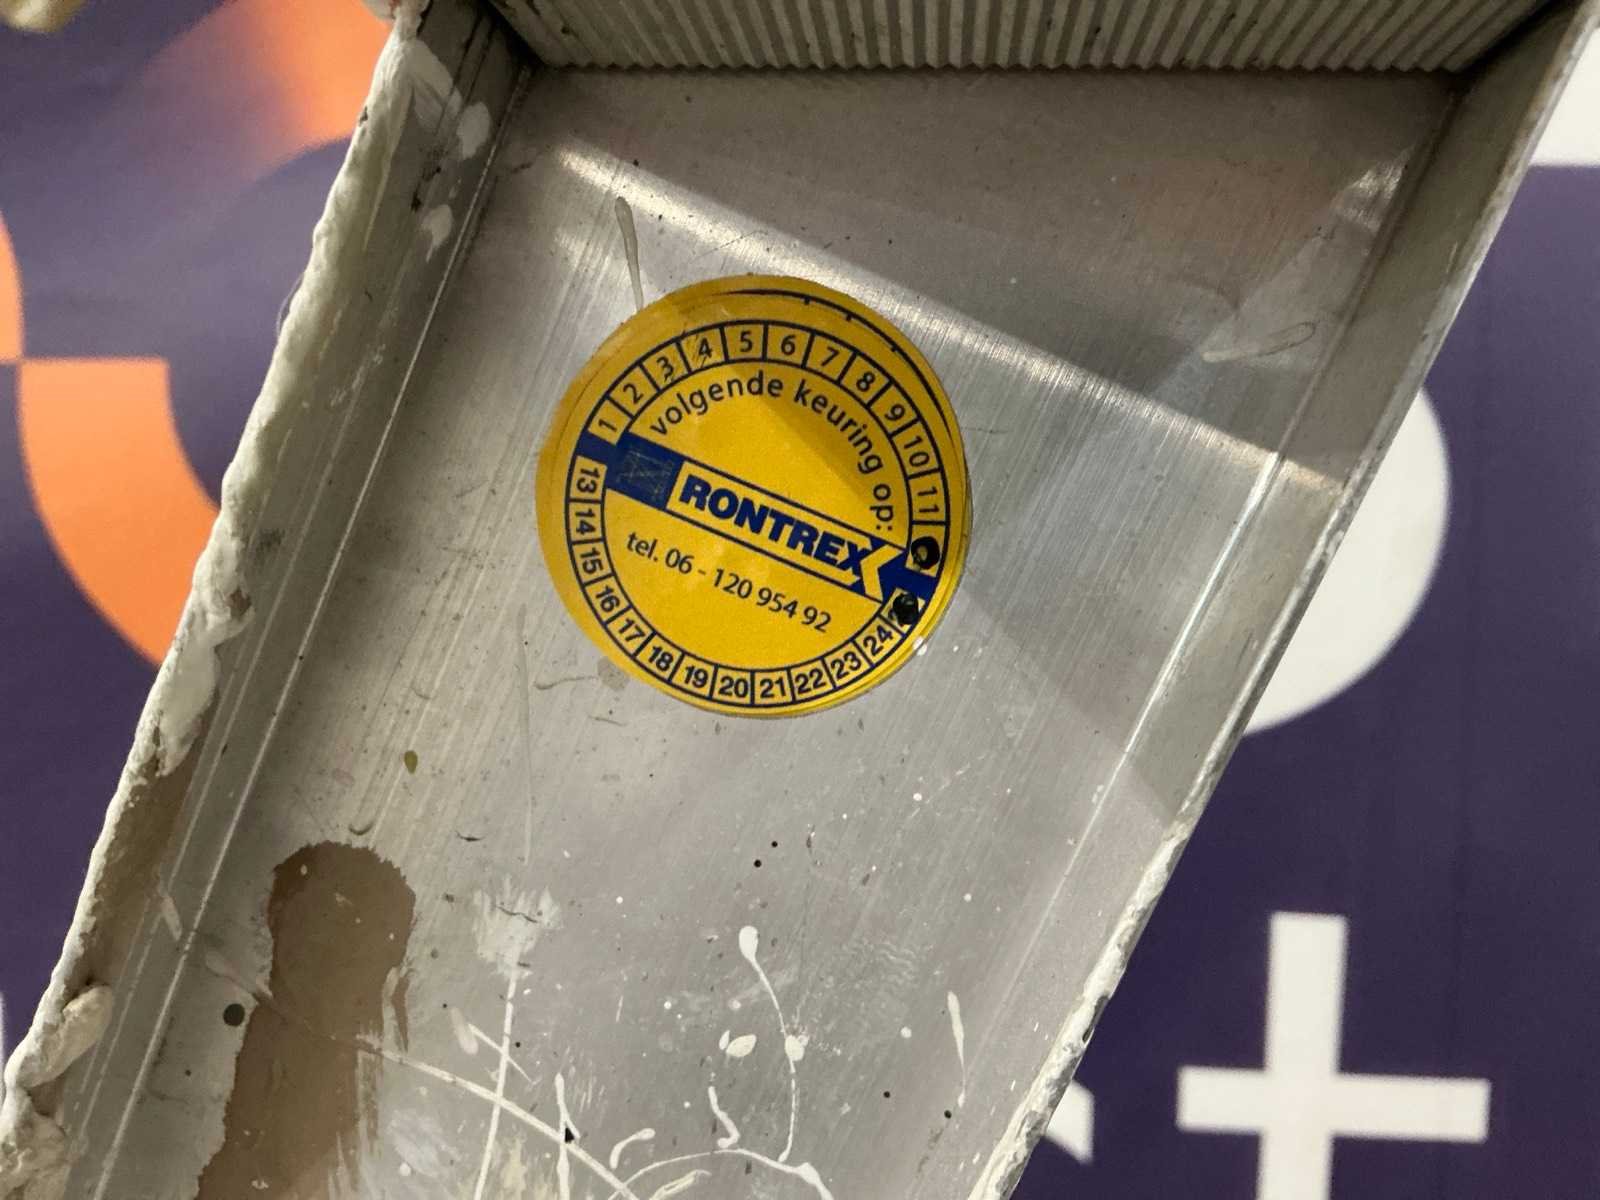 1 2 3 4 5 6 7 8 9 10 11
volgende keuring op:
RONTREX
tel. 06 - 120 954 92
13 14 15 16 17 18 19 20 21 22 23 24